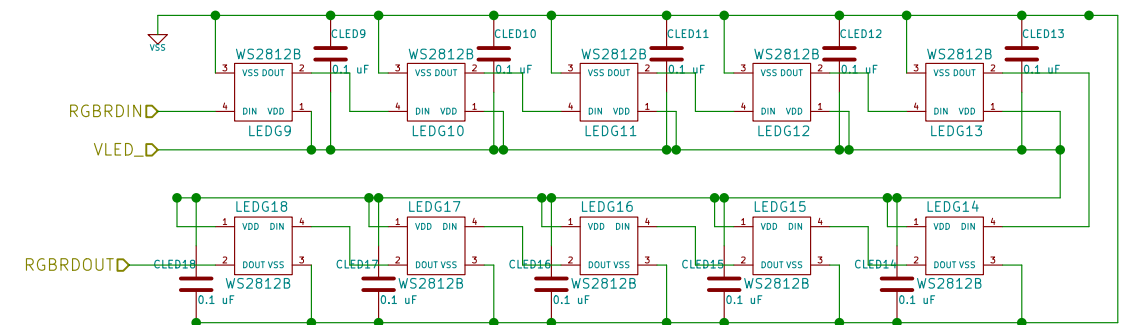 CLED9 CLED10 CLED11 CLED12 CLED13
VSS
WS2812B WS2812B WS2812B WS2812B WS2812B
0.1 uF 0.1 uF 0.1 uF 0.1 uF 0.1 uF
3 VSS DOUT 2 3 VSS DOUT 2 3 VSS DOUT 2 3 VSS DOUT 2 3 VSS DOUT 2
RGBRDIN 4 DIN VDD 1 4 DIN VDD 1 4 DIN VDD 1 4 DIN VDD 1 4 DIN VDD 1
LEDG9 LEDG10 LEDG11 LEDG12 LEDG13
VLED_
LEDG18 LEDG17 LEDG16 LEDG15 LEDG14
1 VDD DIN 4 1 VDD DIN 4 1 VDD DIN 4 1 VDD DIN 4 1 VDD DIN 4
RGBRDOUT CLED18 2 DOUT VSS 3 CLED17 2 DOUT VSS 3 CLED16 2 DOUT VSS 3 CLED15 2 DOUT VSS 3 CLED14 2 DOUT VSS 3
WS2812B WS2812B WS2812B WS2812B WS2812B
0.1 uF 0.1 uF 0.1 uF 0.1 uF 0.1 uF